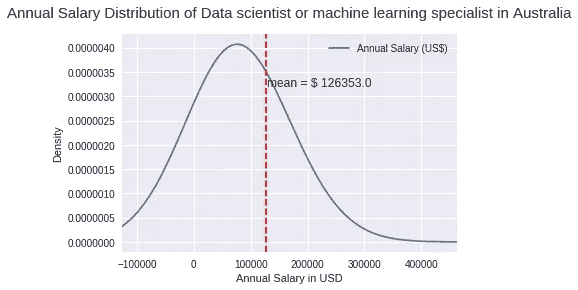 Annual Salary Distribution of Data scientist or machine learning specialist in Australia
Annual Salary (US$)
mean = $ 126353.0
0.0000040
0.0000035
0.0000030
0.0000025
0.0000020
0.0000015
0.0000010
0.0000005
0.0000000
Density
−100000 0 100000 200000 300000 400000
Annual Salary in USD